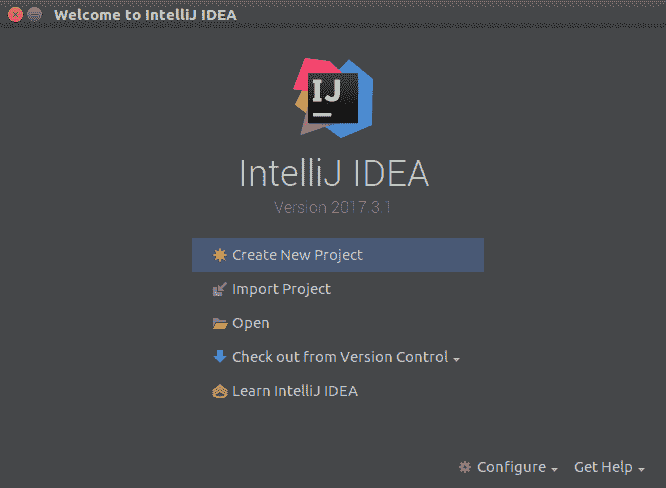 Welcome to IntelliJ IDEA
IJ
IntelliJ IDEA
Version 2017.3.1
Create New Project
Import Project
Open
Check out from Version Control
Learn IntelliJ IDEA
Configure Get Help